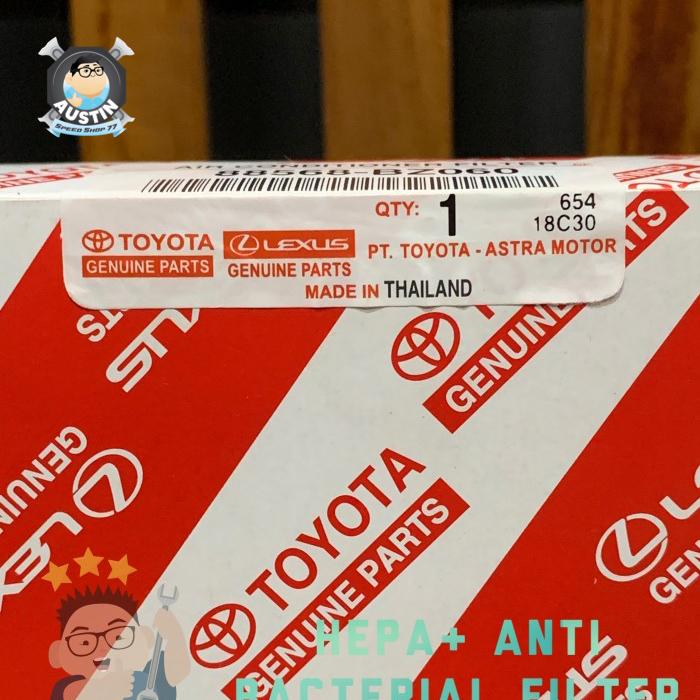 AUSTIN
SPEED SHOP 77
AIR CONDITIONER FILTER
88568-BZ060
QTY: 1
654
18C30
TOYOTA
GENUINE PARTS
LEXUS
GENUINE PARTS
PT. TOYOTA - ASTRA MOTOR
MADE IN THAILAND
GENUINE PARTS
TOYOTA
GENUINE PARTS
LEXUS
GENUINE
HEPA+ ANTI
BACTERIAL FILTER